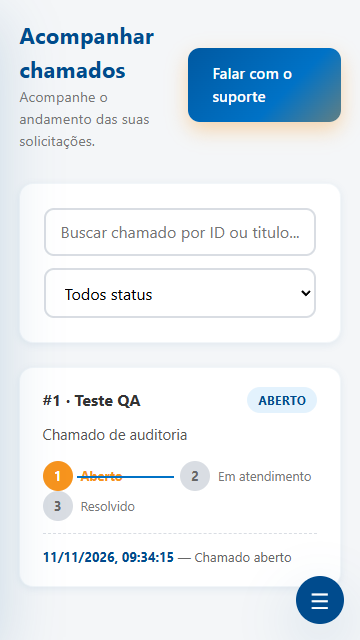 Acompanhar
chamados
Acompanhe o
andamento das suas
solicitações.
Falar com o
suporte
Buscar chamado por ID ou titulo...
Todos status
#1 · Teste QA
ABERTO
Chamado de auditoria
1 Aberto
2 Em atendimento
3 Resolvido
11/11/2026, 09:34:15 — Chamado aberto